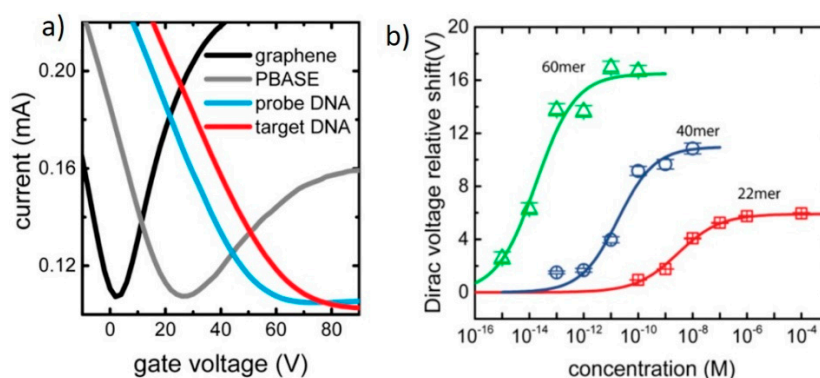 a)
graphene
PBASE
probe DNA
target DNA
0.20
0.16
0.12
current (mA)
0 20 40 60 80
gate voltage (V)
b)
60mer
40mer
22mer
20
16
12
8
4
0
Dirac voltage relative shift(V)
10⁻¹⁶ 10⁻¹⁴ 10⁻¹² 10⁻¹⁰ 10⁻⁸ 10⁻⁶ 10⁻⁴
concentration (M)